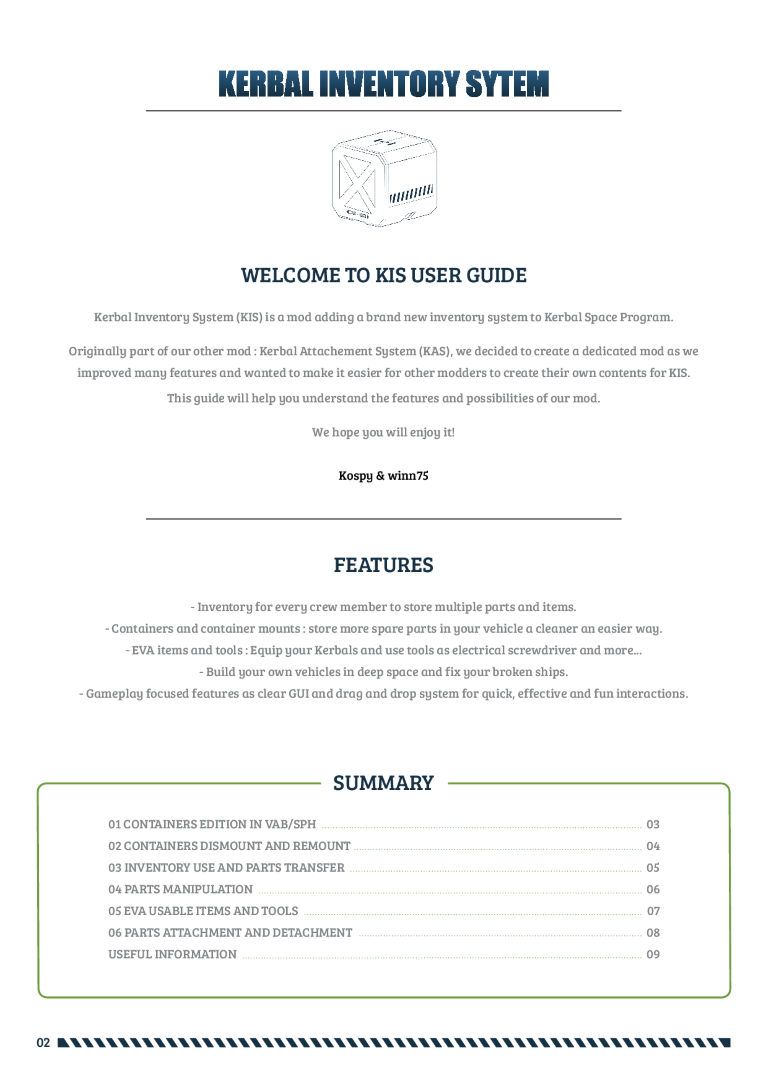 KERBAL INVENTORY SYTEM
WELCOME TO KIS USER GUIDE
Kerbal Inventory System (KIS) is a mod adding a brand new inventory system to Kerbal Space Program.
Originally part of our other mod : Kerbal Attachement System (KAS), we decided to create a dedicated mod as we
improved many features and wanted to make it easier for other modders to create their own contents for KIS.
This guide will help you understand the features and possibilities of our mod.
We hope you will enjoy it!
Kospy & winn75
FEATURES
- Inventory for every crew member to store multiple parts and items.
- Containers and container mounts : store more spare parts in your vehicle a cleaner an easier way.
- EVA items and tools : Equip your Kerbals and use tools as electrical screwdriver and more...
- Build your own vehicles in deep space and fix your broken ships.
- Gameplay focused features as clear GUI and drag and drop system for quick, effective and fun interactions.
SUMMARY
01 CONTAINERS EDITION IN VAB/SPH 03
02 CONTAINERS DISMOUNT AND REMOUNT 04
03 INVENTORY USE AND PARTS TRANSFER 05
04 PARTS MANIPULATION 06
05 EVA USABLE ITEMS AND TOOLS 07
06 PARTS ATTACHMENT AND DETACHMENT 08
USEFUL INFORMATION 09
02